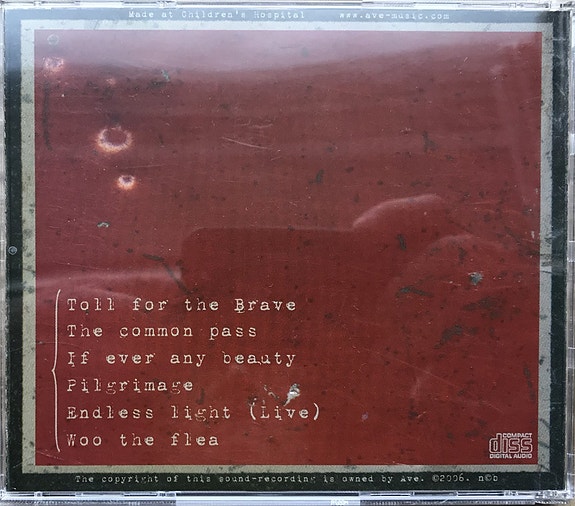 Made at Children's Hospital www.ave-music.com
Toll for the Brave
The common pass
If ever any beauty
Pilgrimage
Endless light (Live)
Woo the flea
COMPACT
disc
DIGITAL AUDIO
The copyright of this sound-recording is owned by Ave. ©2006. n©b